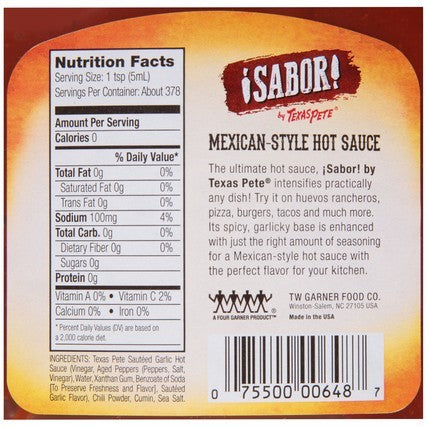 Nutrition Facts
Serving Size: 1 tsp (5mL)
Servings Per Container: About 378
Amount Per Serving
Calories 0
% Daily Value*
Total Fat 0g 0%
Saturated Fat 0g 0%
Trans Fat 0g 0%
Sodium 100mg 4%
Total Carb. 0g 0%
Dietary Fiber 0g 0%
Sugars 0g
Protein 0g
Vitamin A 0% • Vitamin C 2%
Calcium 0% • Iron 0%
*Percent Daily Values (DV) are based on
a 2,000 calorie diet.
INGREDIENTS: Texas Pete Sautéed Garlic Hot
Sauce (Vinegar, Aged Peppers (Peppers, Salt,
Vinegar), Water, Xanthan Gum, Benzoate of Soda
[To Preserve Freshness and Flavor], Sautéed
Garlic Flavor), Chili Powder, Cumin, Sea Salt.
¡SABOR!
by TEXAS PETE®
MEXICAN-STYLE HOT SAUCE
The ultimate hot sauce, ¡Sabor! by
Texas Pete® intensifies practically
any dish! Try it on huevos rancheros,
pizza, burgers, tacos and much more.
Its spicy, garlicky base is enhanced
with just the right amount of seasoning
for a Mexican-style hot sauce with
the perfect flavor for your kitchen.
A FOUR GARNER PRODUCT™
TW GARNER FOOD CO.
Winston-Salem, NC 27105 USA
0 75500 00648 7